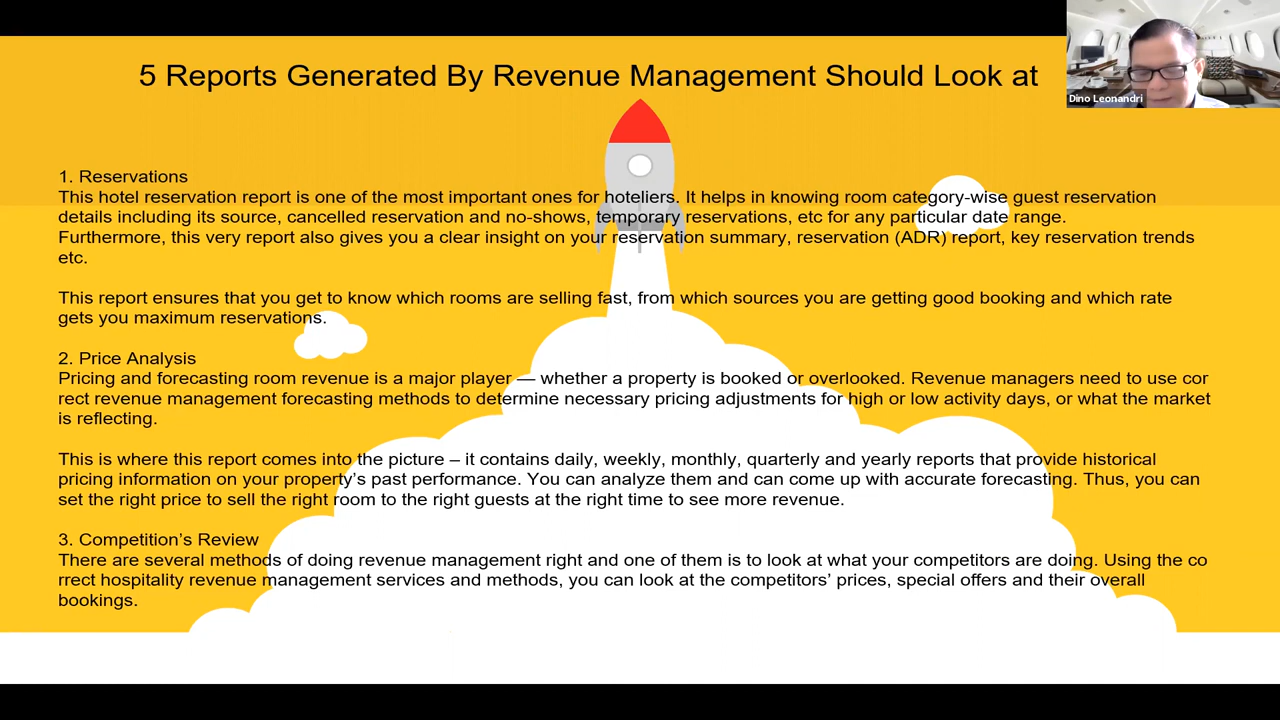 5 Reports Generated By Revenue Management Should Look at
Dino Leonandri
1. Reservations
This hotel reservation report is one of the most important ones for hoteliers. It helps in knowing room category-wise guest reservation
details including its source, cancelled reservation and no-shows, temporary reservations, etc for any particular date range.
Furthermore, this very report also gives you a clear insight on your reservation summary, reservation (ADR) report, key reservation trends
etc.
This report ensures that you get to know which rooms are selling fast, from which sources you are getting good booking and which rate
gets you maximum reservations.
2. Price Analysis
Pricing and forecasting room revenue is a major player — whether a property is booked or overlooked. Revenue managers need to use cor
rect revenue management forecasting methods to determine necessary pricing adjustments for high or low activity days, or what the market
is reflecting.
This is where this report comes into the picture – it contains daily, weekly, monthly, quarterly and yearly reports that provide historical
pricing information on your property’s past performance. You can analyze them and can come up with accurate forecasting. Thus, you can
set the right price to sell the right room to the right guests at the right time to see more revenue.
3. Competition’s Review
There are several methods of doing revenue management right and one of them is to look at what your competitors are doing. Using the co
rrect hospitality revenue management services and methods, you can look at the competitors’ prices, special offers and their overall
bookings.